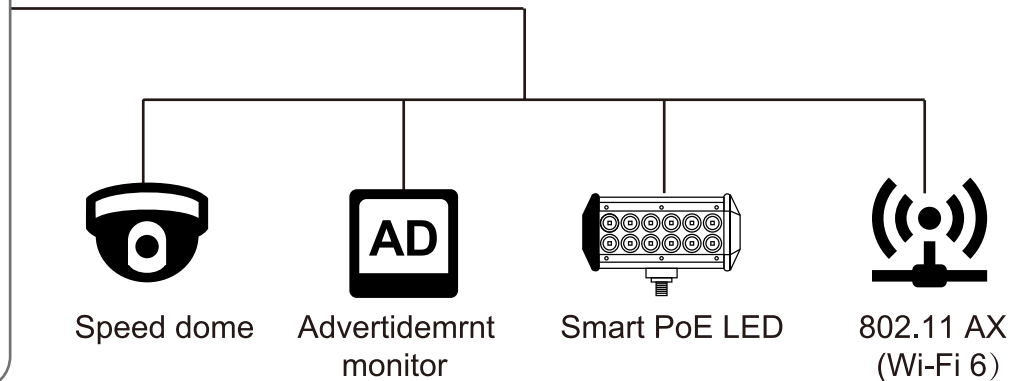 AD
Speed dome
Advertidemrnt
monitor
Smart PoE LED
802.11 AX
(Wi-Fi 6）